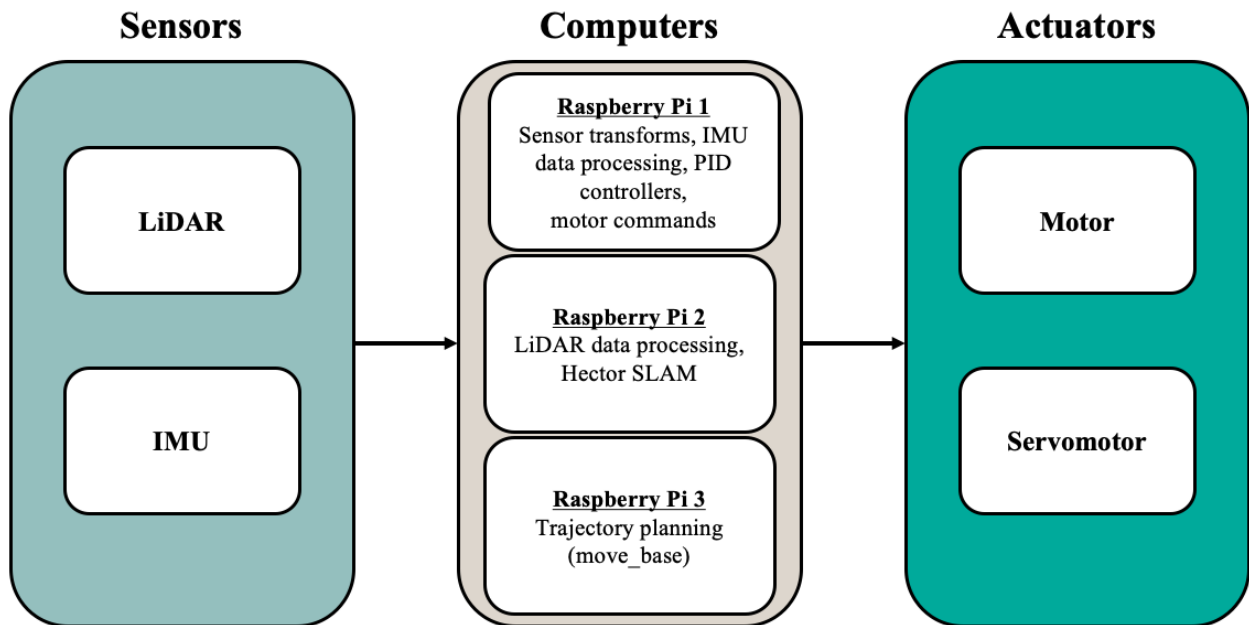 Sensors
Computers
Actuators
LiDAR
IMU
Raspberry Pi 1
Sensor transforms, IMU
data processing, PID
controllers,
motor commands
Raspberry Pi 2
LiDAR data processing,
Hector SLAM
Raspberry Pi 3
Trajectory planning
(move_base)
Motor
Servomotor